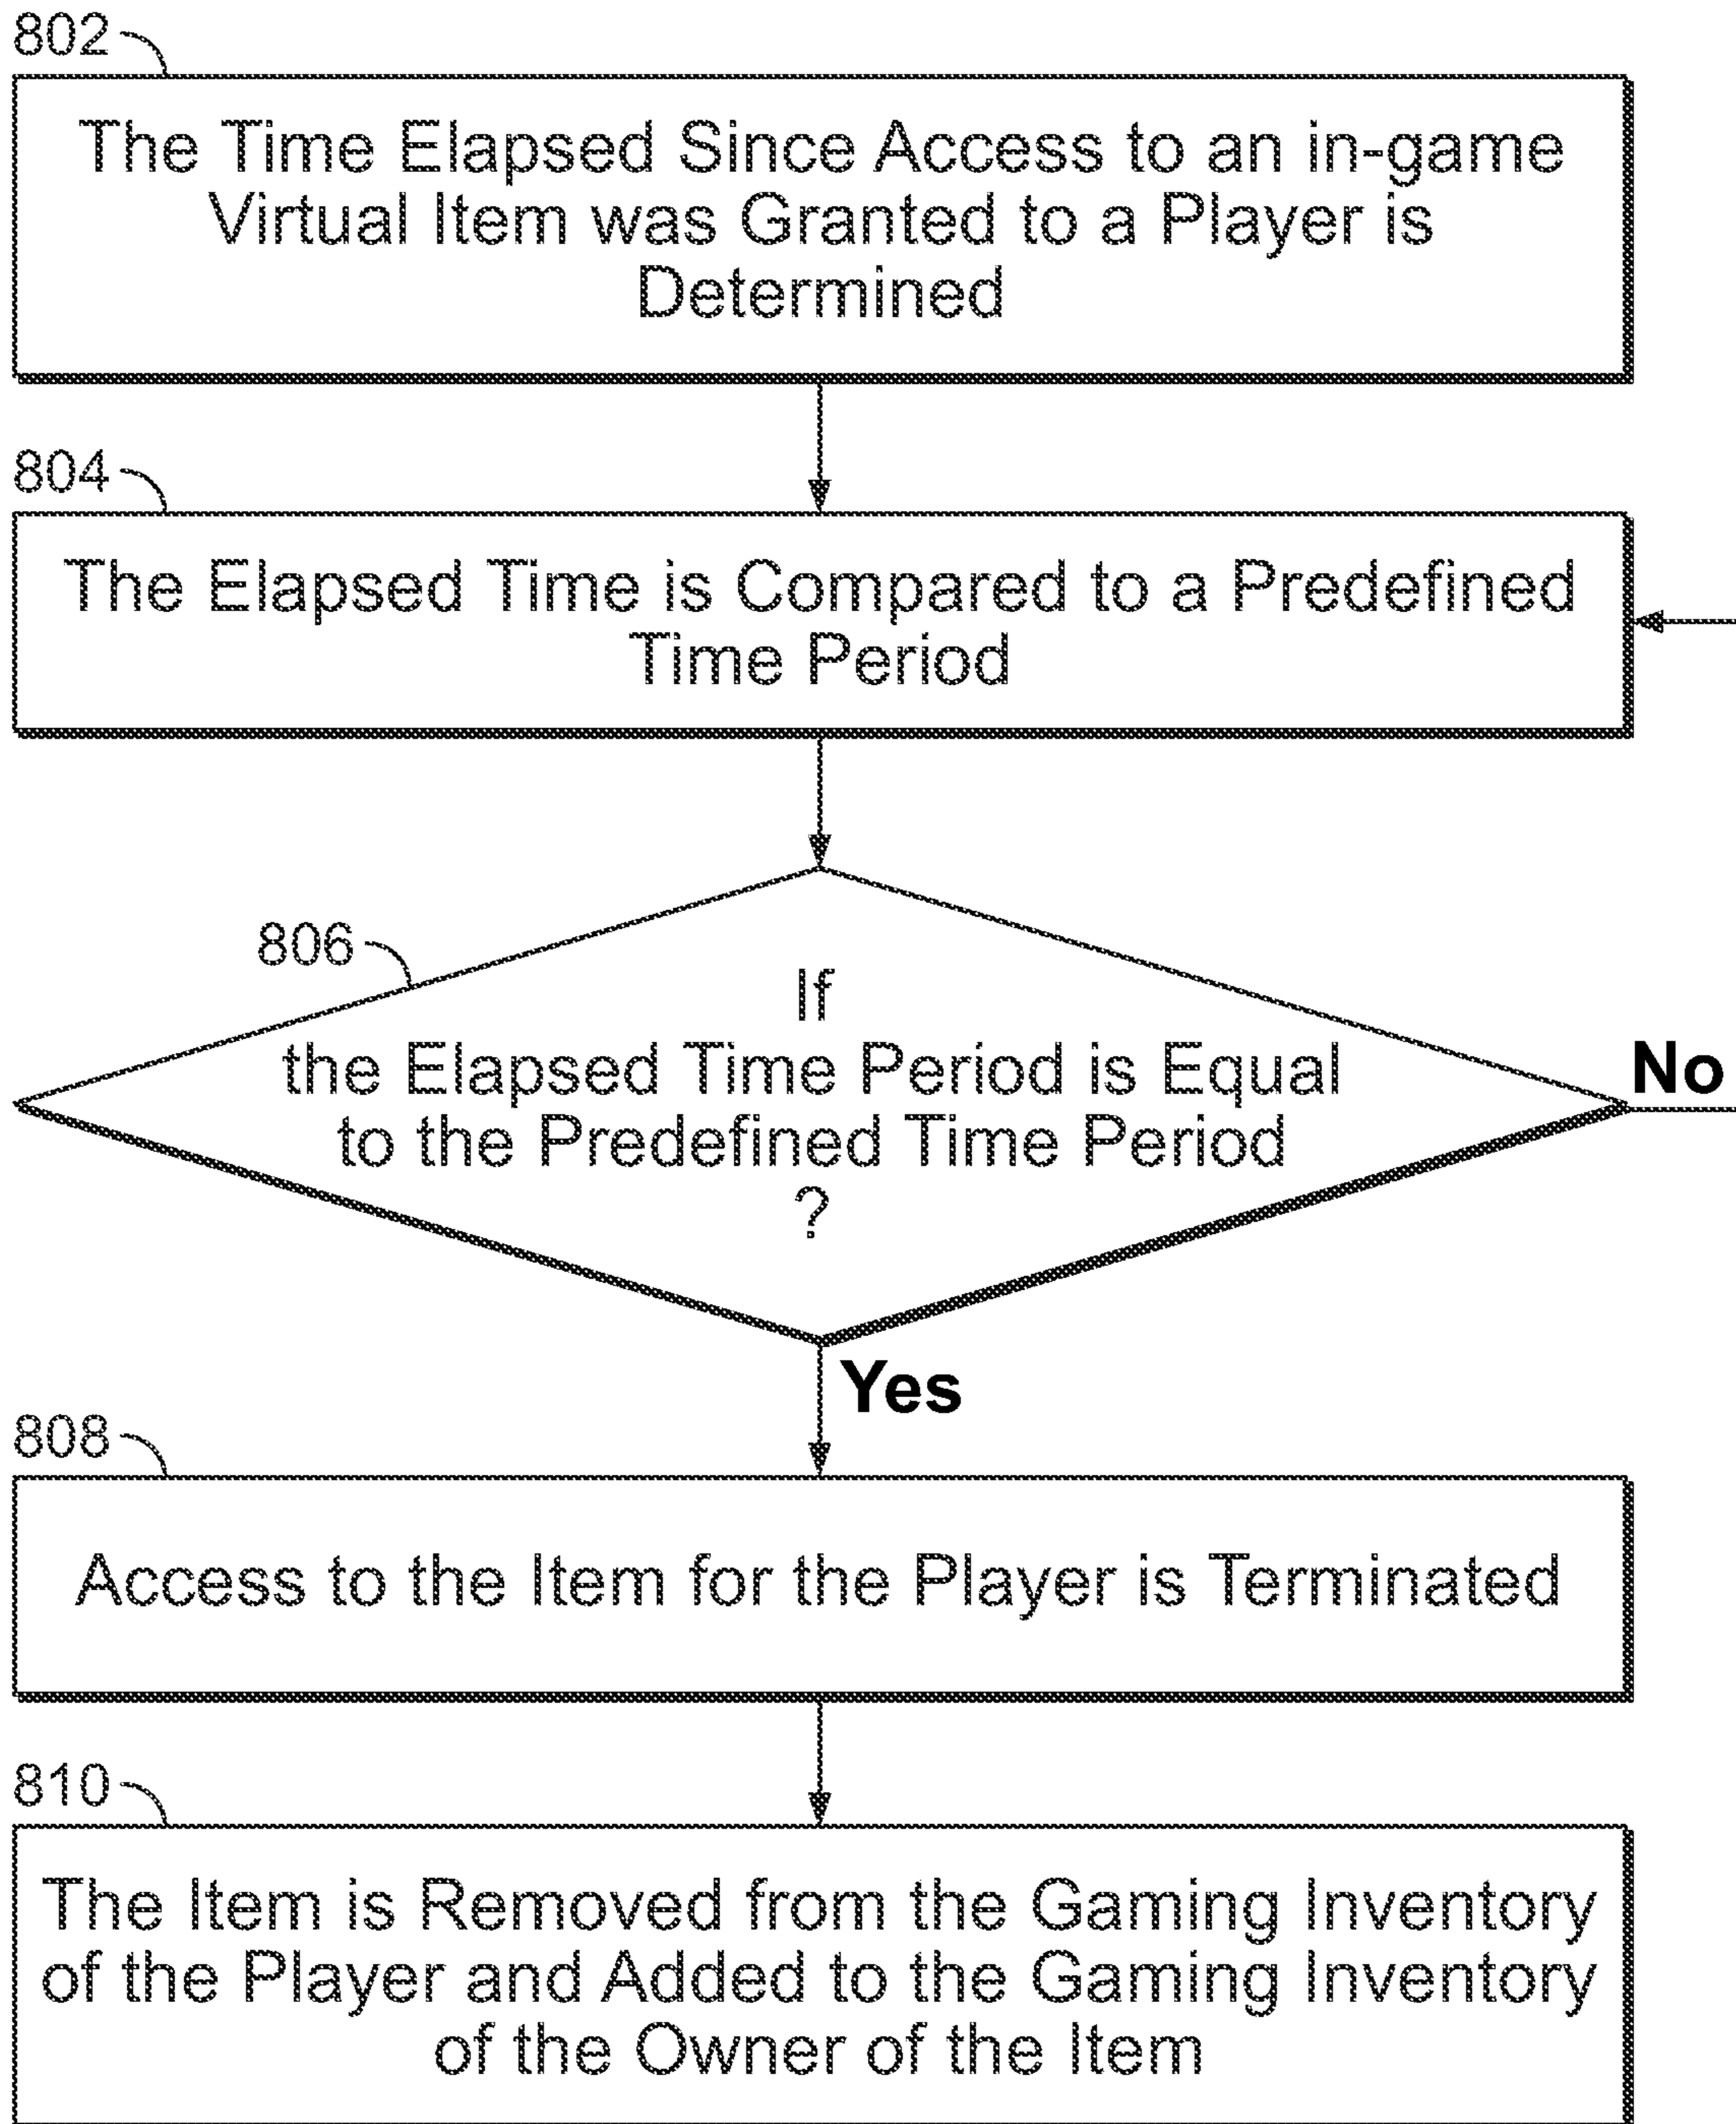 802
The Time Elapsed Since Access to an in-game
Virtual Item was Granted to a Player is
Determined
804
The Elapsed Time is Compared to a Predefined
Time Period
806
If
the Elapsed Time Period is Equal
to the Predefined Time Period
?
No
Yes
808
Access to the Item for the Player is Terminated
810
The Item is Removed from the Gaming Inventory
of the Player and Added to the Gaming Inventory
of the Owner of the Item